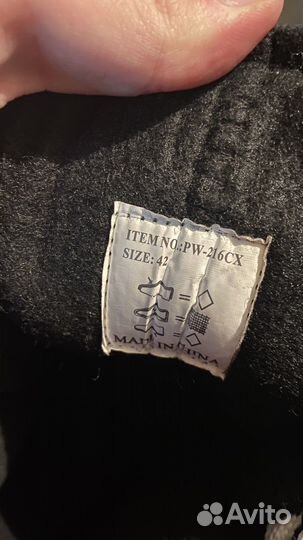 ITEM NO.:PW-216CX
SIZE: 42
=
=
=
MADE IN CHINA
Avito